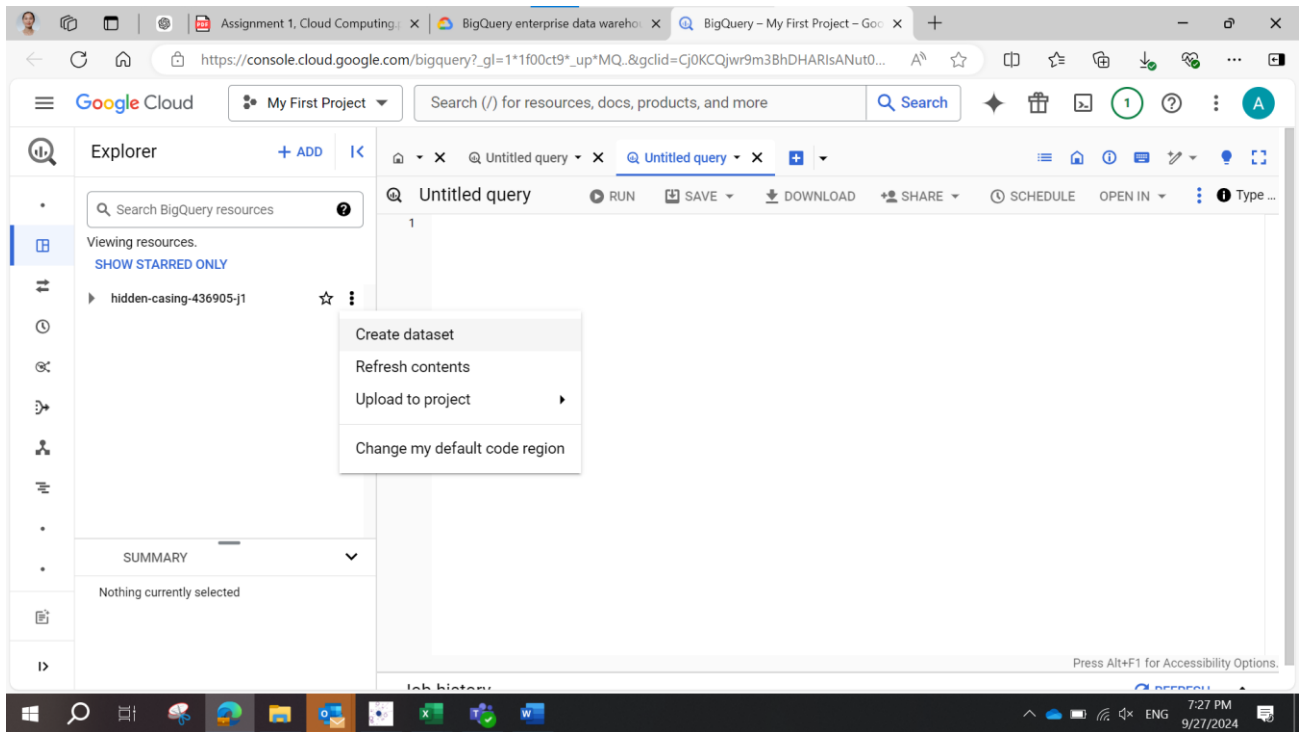 Assignment 1, Cloud Computing.
BigQuery enterprise data wareho
BigQuery – My First Project – Goo
https://console.cloud.google.com/bigquery?_gl=1*1f00ct9*_up*MQ..&gclid=Cj0KCQjwr9m3BhDHARIsANut0...
Google Cloud
My First Project
Search (/) for resources, docs, products, and more
Search
1
A
Explorer
+ ADD
Untitled query
Untitled query
Untitled query
RUN
SAVE
DOWNLOAD
SHARE
SCHEDULE
OPEN IN
Type ...
Search BigQuery resources
1
Viewing resources.
SHOW STARRED ONLY
hidden-casing-436905-j1
Create dataset
Refresh contents
Upload to project
Change my default code region
SUMMARY
Nothing currently selected
Press Alt+F1 for Accessibility Options.
Job history
REFRESH
ENG
7:27 PM
9/27/2024